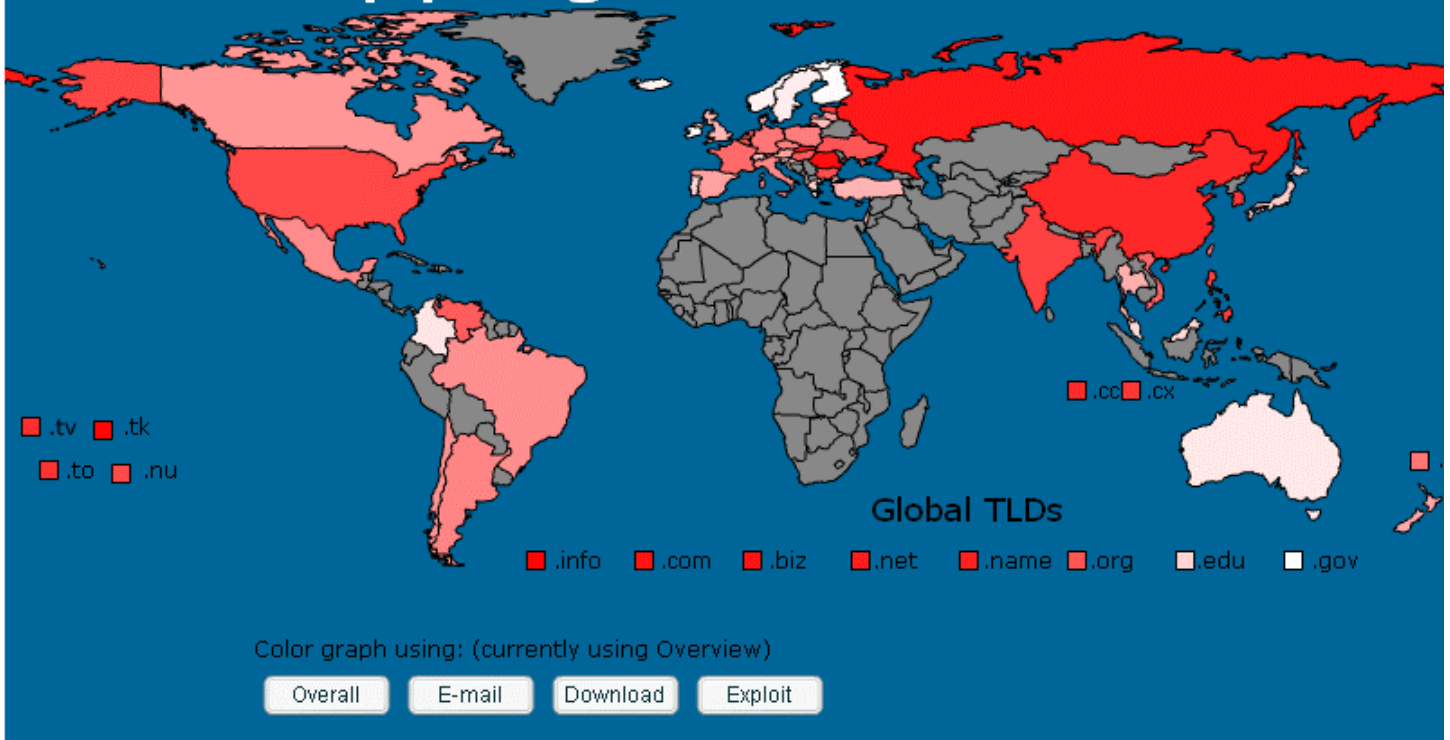 .cc .cx
.tv .tk
.to .nu
Global TLDs
.info .com .biz .net .name .org .edu .gov
Color graph using: (currently using Overview)
Overall E-mail Download Exploit